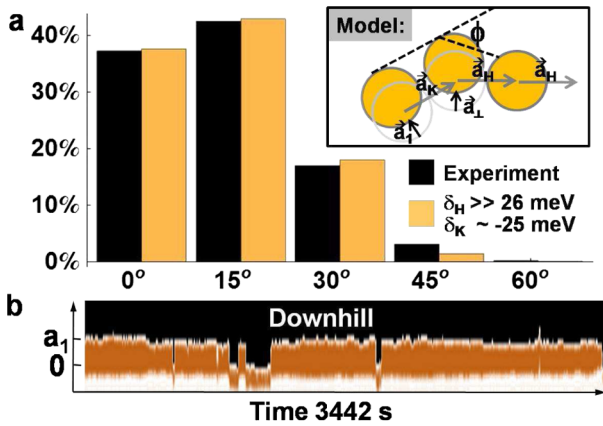 a
40%
30%
20%
10%
0%
0° 15° 30° 45° 60°
Model:
ϕ
a⃗K a⃗H a⃗H
a⃗⊥
a⃗1
Experiment
δH >> 26 meV
δK ~ -25 meV
b
Downhill
a1
0
Time 3442 s